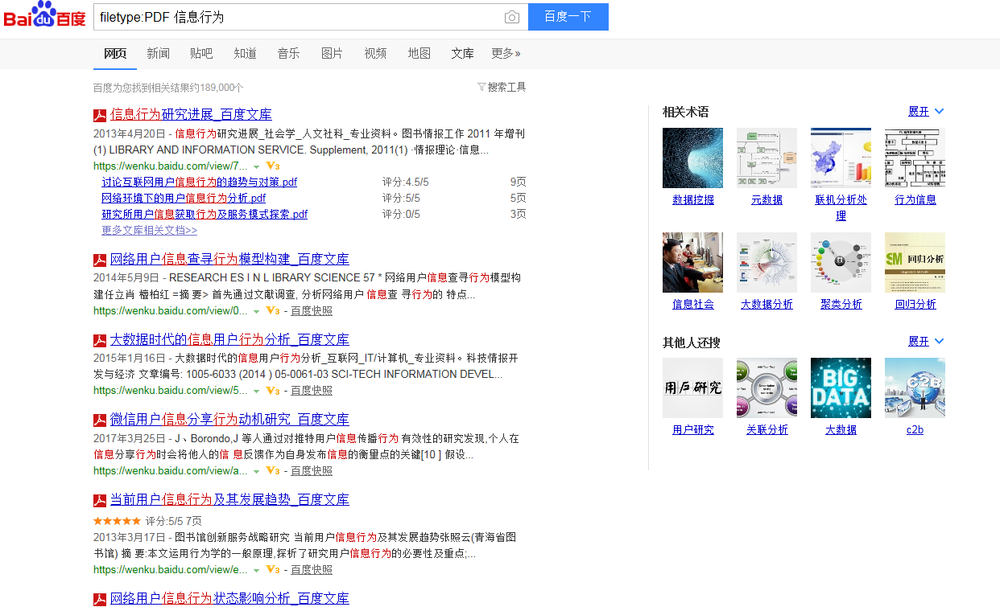 Bai du 百度
filetype:PDF 信息行为
百度一下
网页 新闻 贴吧 知道 音乐 图片 视频 地图 文库 更多»
百度为您找到相关结果约189,000个
搜索工具
信息行为研究进展_百度文库
2013年4月20日 - 信息行为研究进展_社会学_人文社科_专业资料。图书情报工作 2011 年增刊
(1) LIBRARY AND INFORMATION SERVICE. Supplement, 2011(1) ·情报理论·信息...
https://wenku.baidu.com/view/7... V3
讨论互联网用户信息行为的趋势与对策.pdf 评分:4.5/5 9页
网络环境下的用户信息行为分析.pdf 评分:5/5 5页
研究所用户信息获取行为及服务模式探索.pdf 评分:0/5 3页
更多文库相关文档>>
网络用户信息查寻行为模型构建_百度文库
2014年5月9日 - RESEARCH ES I N L IBRARY SCIENCE 57 * 网络用户信息查寻行为模型构
建任立肖 檀柏红 =摘 要> 首先通过文献调查, 分析网络用户 信息查 寻行为的 特点...
https://wenku.baidu.com/view/0... V3 - 百度快照
大数据时代的信息用户行为分析_百度文库
2015年1月16日 - 大数据时代的信息用户行为分析_互联网_IT/计算机_专业资料。科技情报开
发与经济 文章编号: 1005-6033 (2014 ) 05-0061-03 SCI-TECH INFORMATION DEVEL...
https://wenku.baidu.com/view/5... V3 - 百度快照
微信用户信息分享行为动机研究_百度文库
2017年3月25日 - J、Borondo,J 等人通过对推特用户信息传播行为 有效性的研究发现,个人在
信息分享行为时会将他人的信 息反馈作为自身发布信息的衡量点的关键[10 ] 假设...
https://wenku.baidu.com/view/a... V3 - 百度快照
当前用户信息行为及其发展趋势_百度文库
评分:5/5 7页
2013年3月17日 - 图书馆创新服务战略研究 当前用户信息行为及其发展趋势张照云(青海省图
书馆) 摘 要:本文运用行为学的一般原理,探析了研究用户信息行为的必要性及重点;...
https://wenku.baidu.com/view/e... V3 - 百度快照
网络用户信息行为状态影响分析_百度文库
相关术语 展开
SM 回归分析
数据挖掘 元数据 联机分析处 行为信息
理
信息社会 大数据分析 聚类分析 回归分析
其他人还搜 展开
用戶研究
BIG
DATA
C2B
用户研究 关联分析 大数据 c2b